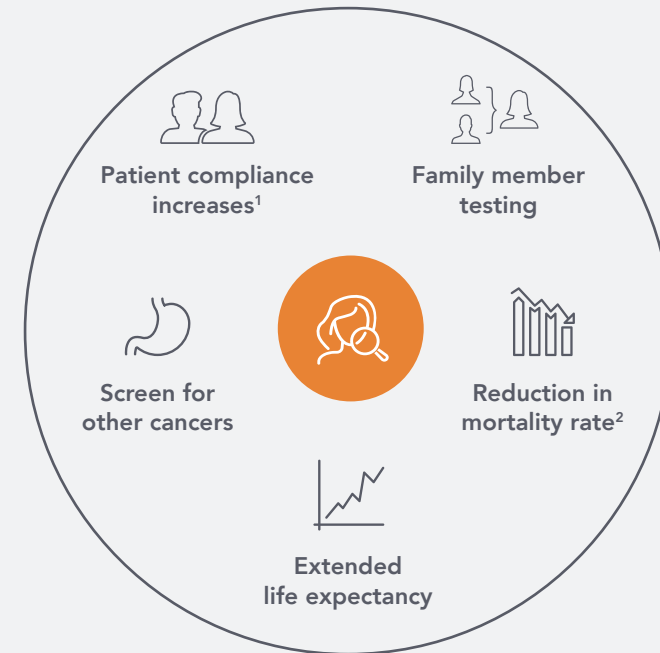 Patient compliance
increases¹
Family member
testing
Screen for
other cancers
Reduction in
mortality rate²
Extended
life expectancy